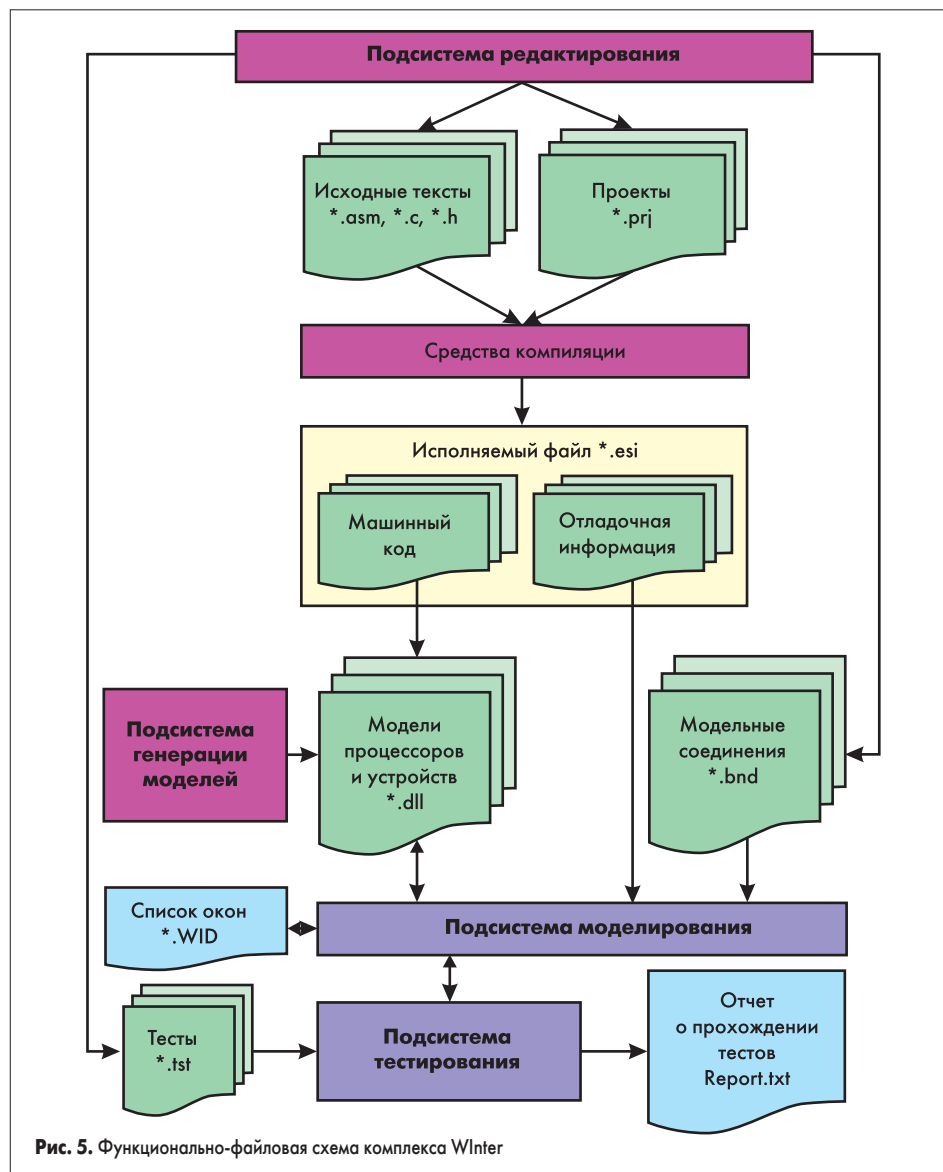 Подсистема редактирования
Исходные тексты
*.asm, *.c, *.h
Проекты
*.prj
Средства компиляции
Исполняемый файл *.esi
Машинный
код
Отладочная
информация
Подсистема
генерации
моделей
Модели
процессоров
и устройств
*.dll
Модельные
соединения
*.bnd
Список окон
*.WID
Подсистема моделирования
Тесты
*.tst
Подсистема
тестирования
Отчет
о прохождении
тестов
Report.txt
Рис. 5. Функционально-файловая схема комплекса WInter